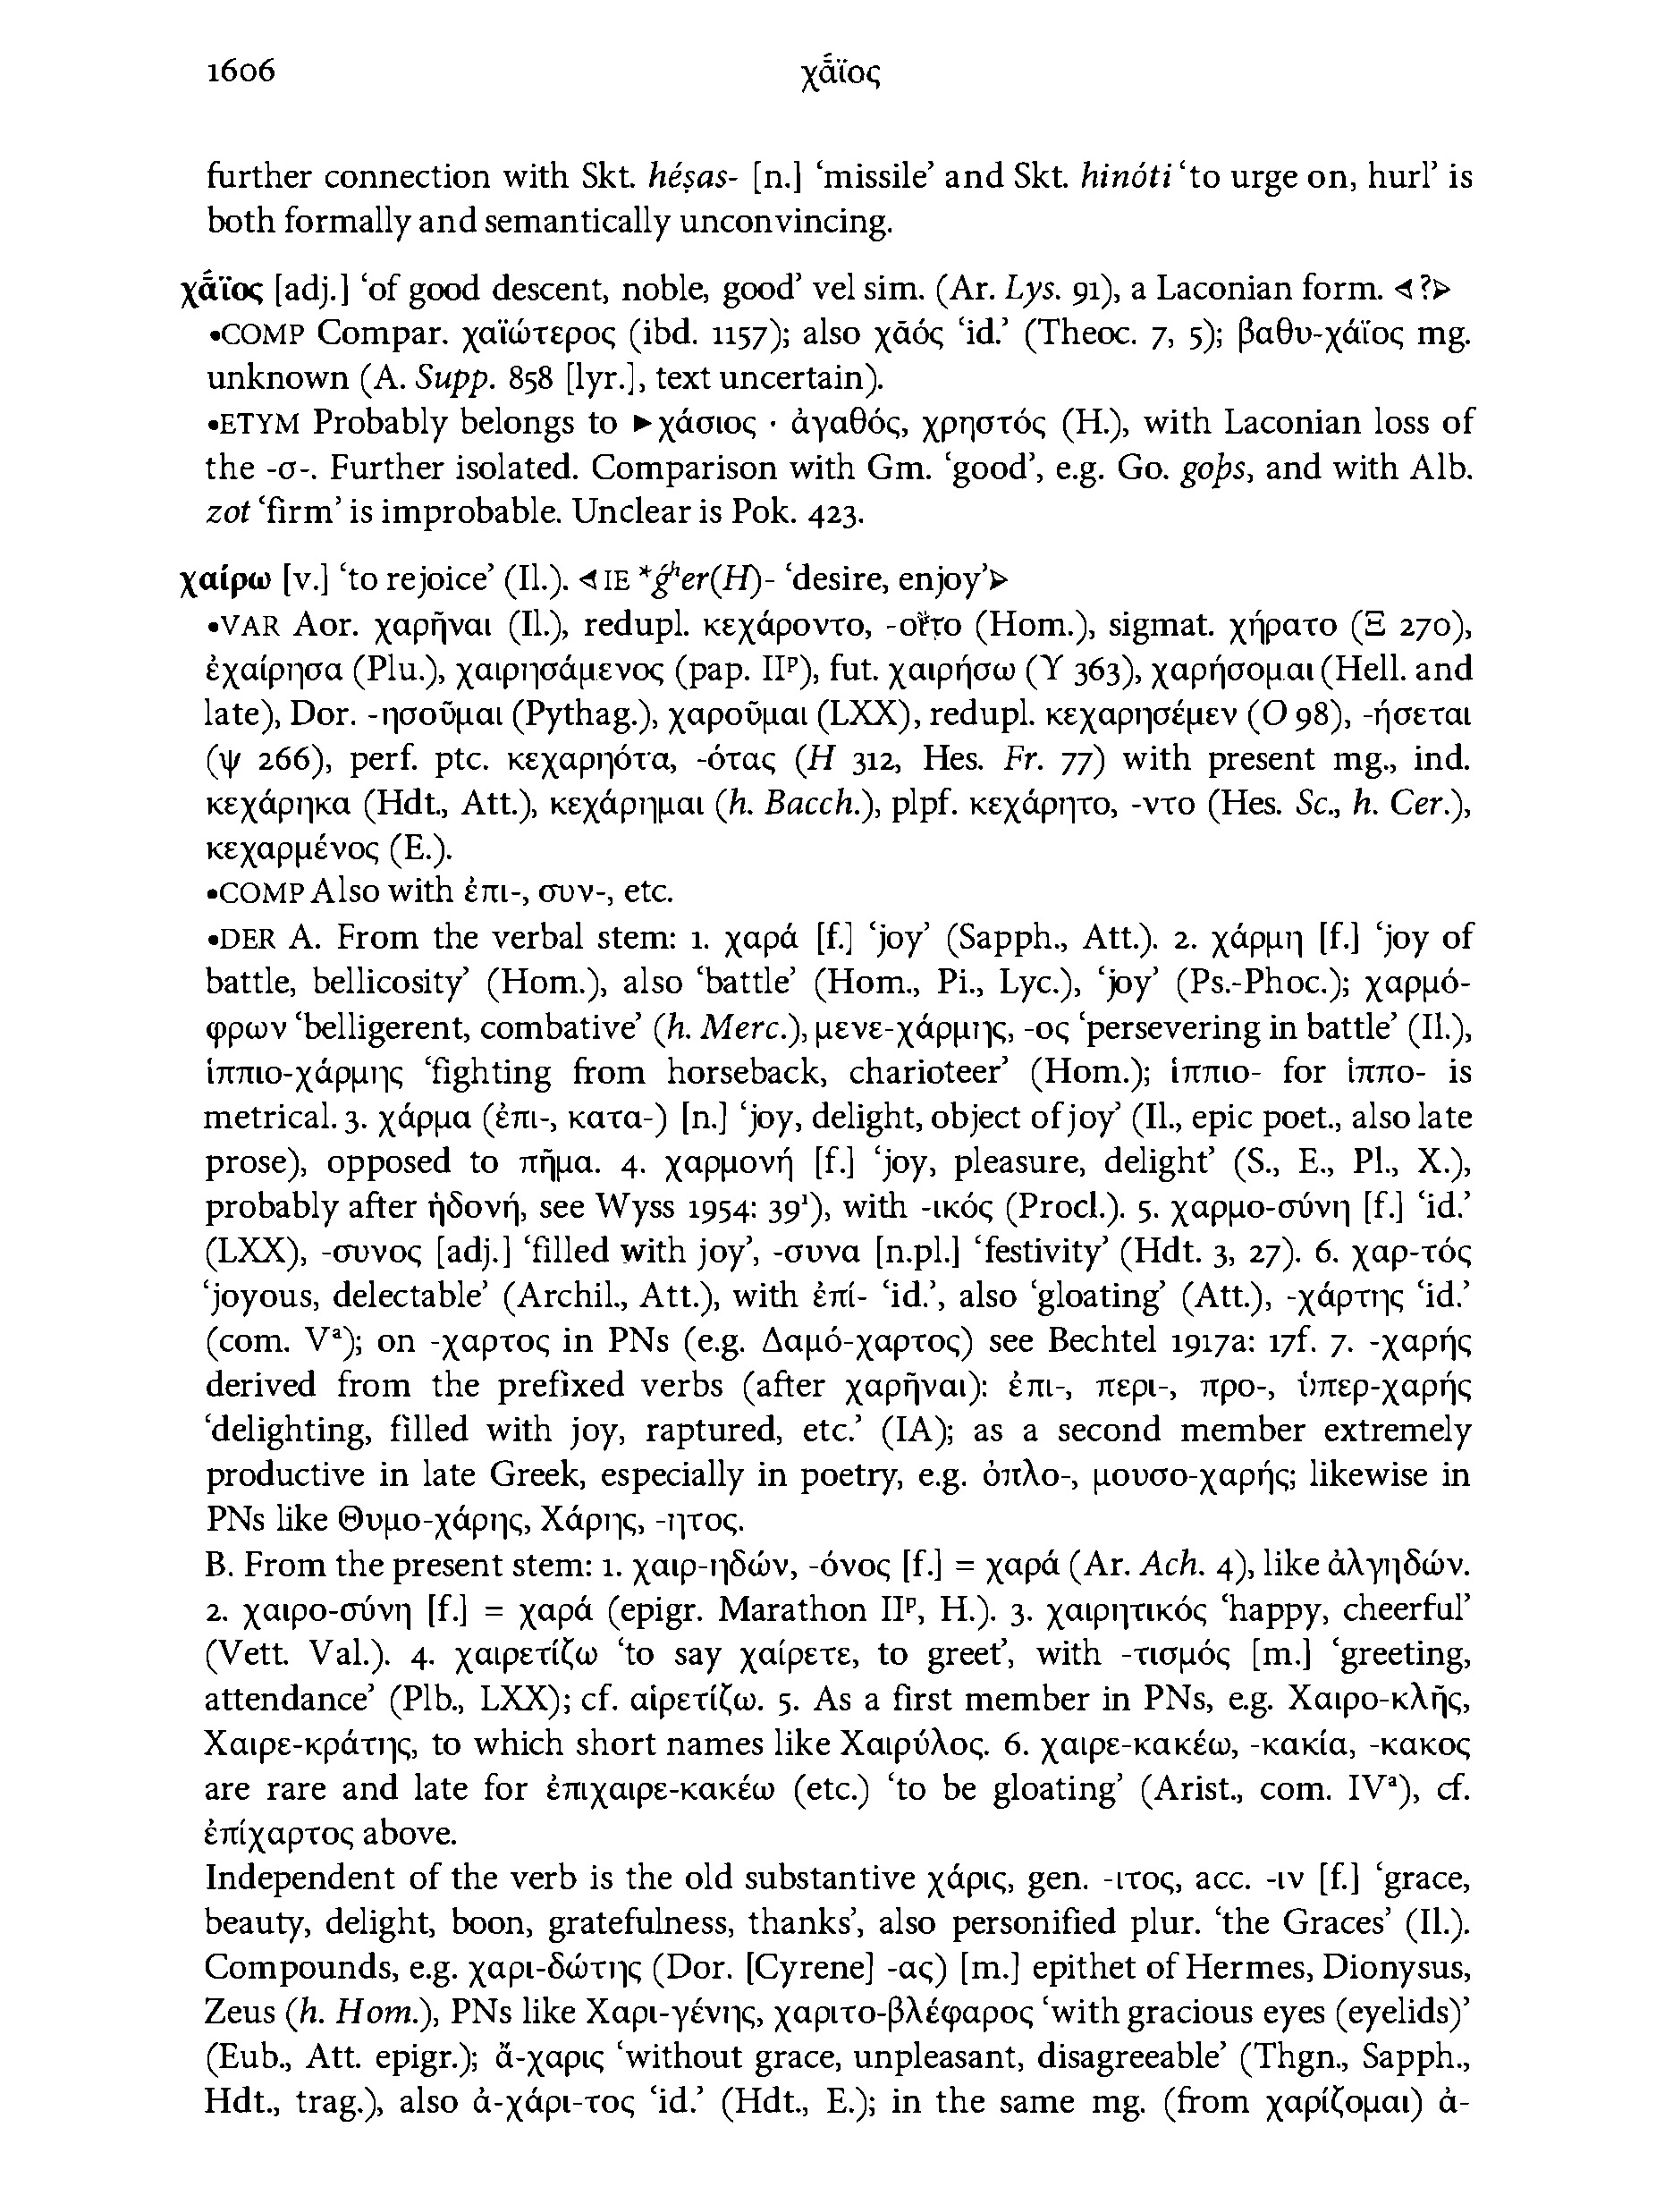 1606
χᾱ́ϊος
further connection with Skt. héṣas- [n.] ‘missile’ and Skt. hinóti ‘to urge on, hurl’ is
both formally and semantically unconvincing.
χᾱ́ϊος [adj.] ‘of good descent, noble, good’ vel sim. (Ar. Lys. 91), a Laconian form. ⊲ ?⊳
•COMP Compar. χαϊώτερος (ibd. 1157); also χᾱός ‘id.’ (Theoc. 7, 5); βαθυ-χάϊος mg.
unknown (A. Supp. 858 [lyr.], text uncertain).
•ETYM Probably belongs to ►χάσιος · ἀγαθός, χρηστός (H.), with Laconian loss of
the -σ-. Further isolated. Comparison with Gm. ‘good’, e.g. Go. goþs, and with Alb.
zot ‘firm’ is improbable. Unclear is Pok. 423.
χαίρω [v.] ‘to rejoice’ (Il.). ⊲ IE *ǵʰer(H)- ‘desire, enjoy’⊳
•VAR Aor. χαρῆναι (Il.), redupl. κεχάροντο, -οίατο (Hom.), sigmat. χήρατο (Ξ 270),
ἐχαίρησα (Plu.), χαιρησάμενος (pap. IIᵖ), fut. χαιρήσω (Υ 363), χαρήσομαι (Hell. and
late), Dor. -ησοῦμαι (Pythag.), χαροῦμαι (LXX), redupl. κεχαρησέμεν (Ο 98), -ήσεται
(ψ 266), perf. ptc. κεχαρηότα, -ότας (Η 312, Hes. Fr. 77) with present mg., ind.
κεχάρηκα (Hdt., Att.), κεχάρημαι (h. Bacch.), plpf. κεχάρητο, -ντο (Hes. Sc., h. Cer.),
κεχαρμένος (E.).
•COMP Also with ἐπι-, συν-, etc.
•DER A. From the verbal stem: 1. χαρά [f.] ‘joy’ (Sapph., Att.). 2. χάρμη [f.] ‘joy of
battle, bellicosity’ (Hom.), also ‘battle’ (Hom., Pi., Lyc.), ‘joy’ (Ps.-Phoc.); χαρμό-
φρων ‘belligerent, combative’ (h. Merc.), μενε-χάρμης, -ος ‘persevering in battle’ (Il.),
ἱππιο-χάρμης ‘fighting from horseback, charioteer’ (Hom.); ἱππιο- for ἱππο- is
metrical. 3. χάρμα (ἐπι-, κατα-) [n.] ‘joy, delight, object of joy’ (Il., epic poet., also late
prose), opposed to πῆμα. 4. χαρμονή [f.] ‘joy, pleasure, delight’ (S., E., Pl., X.),
probably after ἡδονή, see Wyss 1954: 39¹), with -ικός (Procl.). 5. χαρμο-σύνη [f.] ‘id.’
(LXX), -συνος [adj.] ‘filled with joy’, -συνα [n.pl.] ‘festivity’ (Hdt. 3, 27). 6. χαρ-τός
‘joyous, delectable’ (Archil., Att.), with ἐπί- ‘id.’, also ‘gloating’ (Att.), -χάρτης ‘id.’
(com. Vᵃ); on -χαρτος in PNs (e.g. Δαμό-χαρτος) see Bechtel 1917a: 17f. 7. -χαρής
derived from the prefixed verbs (after χαρῆναι): ἐπι-, περι-, προ-, ὑπερ-χαρής
‘delighting, filled with joy, raptured, etc.’ (IA); as a second member extremely
productive in late Greek, especially in poetry, e.g. ὁπλο-, μουσο-χαρής; likewise in
PNs like Θυμο-χάρης, Χάρης, -ητος.
B. From the present stem: 1. χαιρ-ηδών, -όνος [f.] = χαρά (Ar. Ach. 4), like ἀλγηδών.
2. χαιρο-σύνη [f.] = χαρά (epigr. Marathon IIᵖ, H.). 3. χαιρητικός ‘happy, cheerful’
(Vett. Val.). 4. χαιρετίζω ‘to say χαίρετε, to greet’, with -τισμός [m.] ‘greeting,
attendance’ (Plb., LXX); cf. αἱρετίζω. 5. As a first member in PNs, e.g. Χαιρο-κλῆς,
Χαιρε-κράτης, to which short names like Χαιρύλος. 6. χαιρε-κακέω, -κακία, -κακος
are rare and late for ἐπιχαιρε-κακέω (etc.) ‘to be gloating’ (Arist., com. IVᵃ), cf.
ἐπίχαρτος above.
Independent of the verb is the old substantive χάρις, gen. -ιτος, acc. -ιν [f.] ‘grace,
beauty, delight, boon, gratefulness, thanks’, also personified plur. ‘the Graces’ (Il.).
Compounds, e.g. χαρι-δώτης (Dor. [Cyrene] -ας) [m.] epithet of Hermes, Dionysus,
Zeus (h. Hom.), PNs like Χαρι-γένης, χαριτο-βλέφαρος ‘with gracious eyes (eyelids)’
(Eub., Att. epigr.); ἄ-χαρις ‘without grace, unpleasant, disagreeable’ (Thgn., Sapph.,
Hdt., trag.), also ἀ-χάρι-τος ‘id.’ (Hdt., E.); in the same mg. (from χαρίζομαι) ἀ-